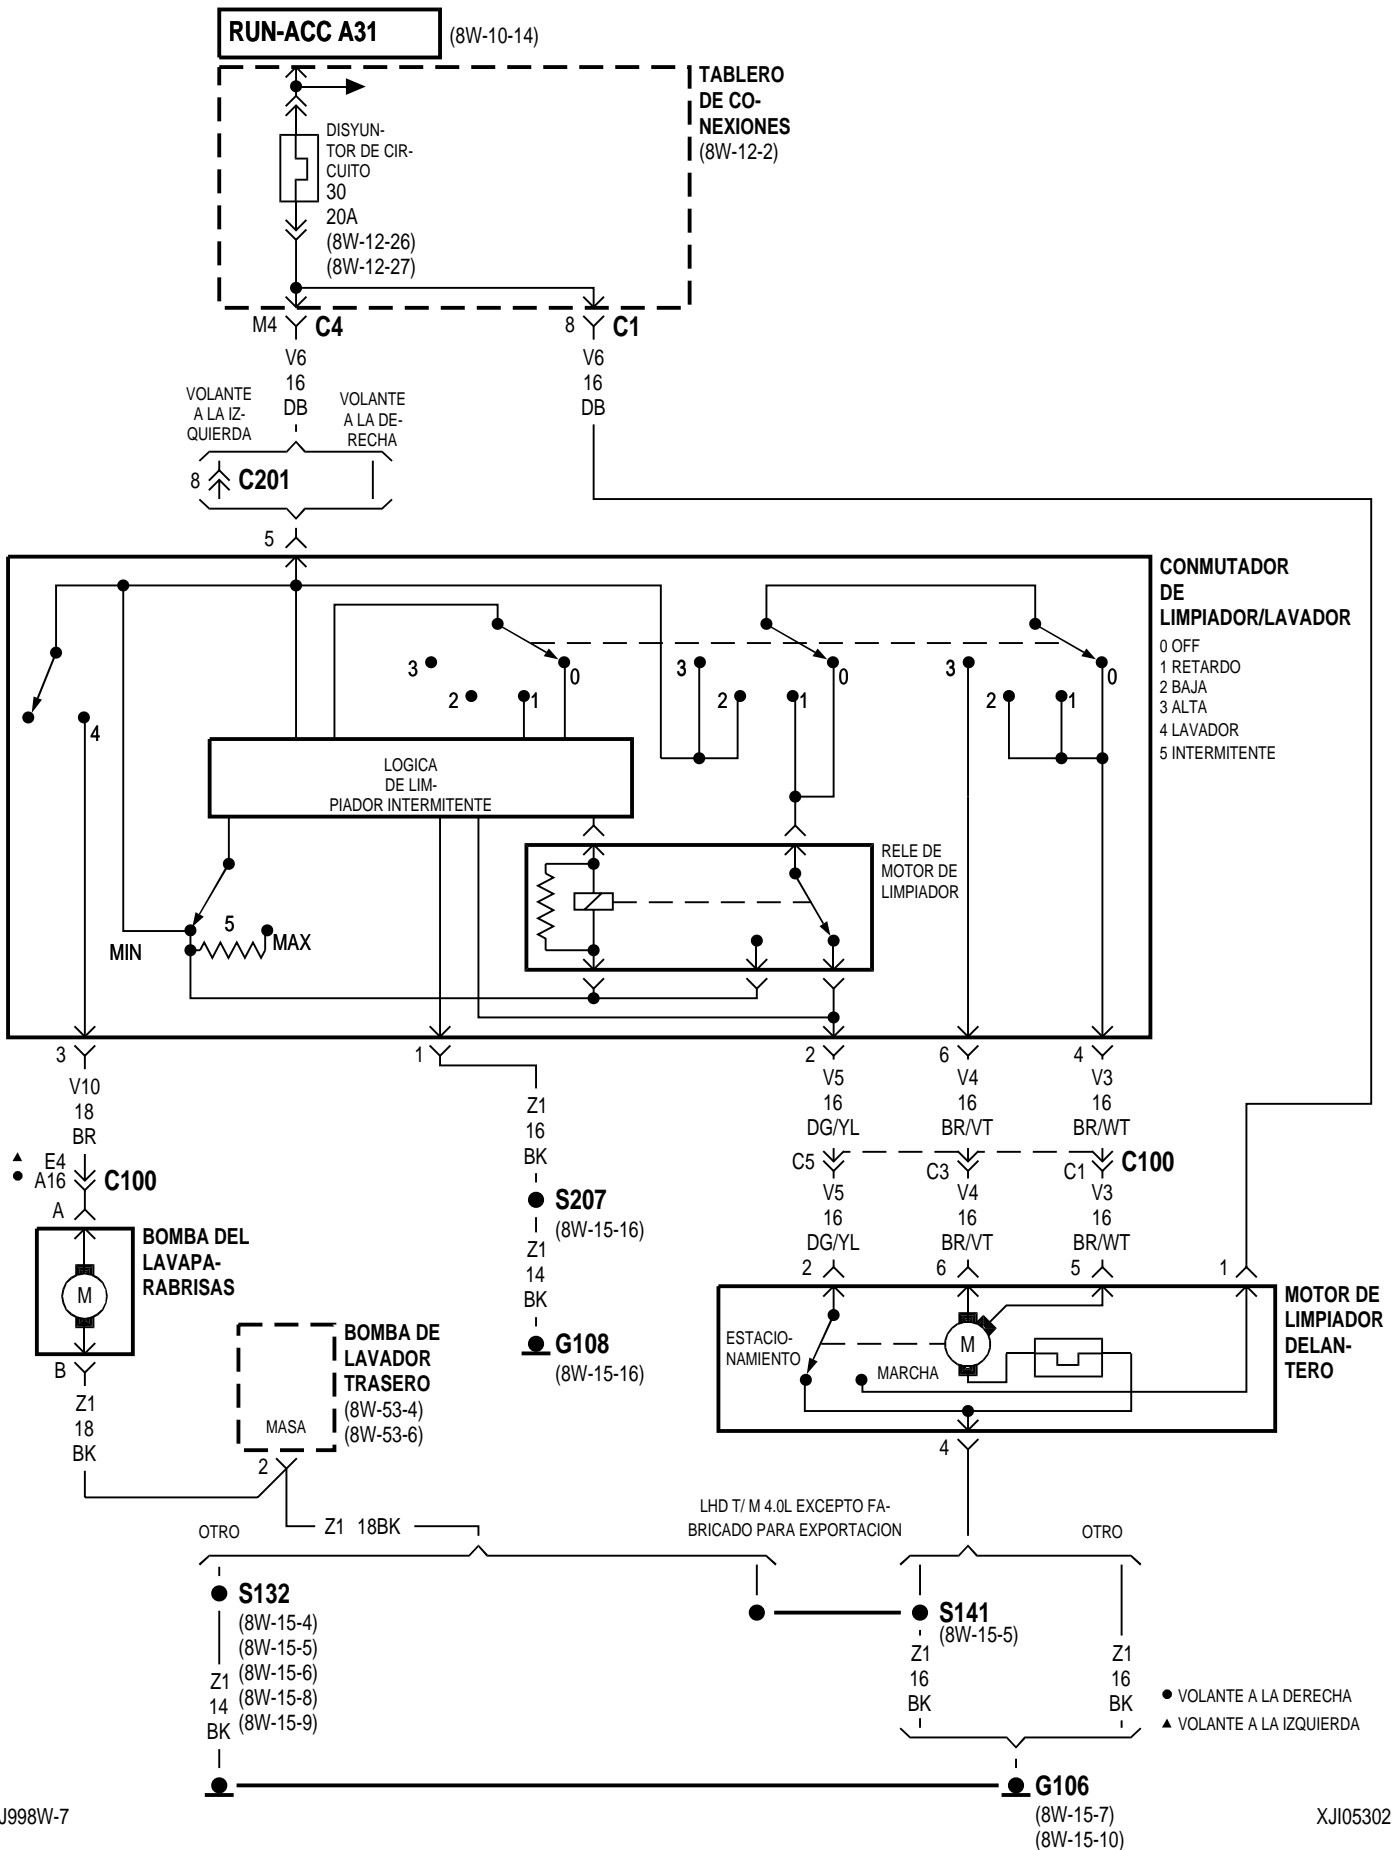 RUN-ACC A31
(8W-10-14)
TABLERO
DE CO-
NEXIONES
(8W-12-2)
DISYUN-
TOR DE CIR-
CUITO
30
20A
(8W-12-26)
(8W-12-27)
M4 C4
8 C1
V6
16
DB
V6
16
DB
VOLANTE
A LA IZ-
QUIERDA
VOLANTE
A LA DE-
RECHA
8 C201
5
CONMUTADOR
DE
LIMPIADOR/LAVADOR
0 OFF
1 RETARDO
2 BAJA
3 ALTA
4 LAVADOR
5 INTERMITENTE
4
3
2
1
0
3
2
1
0
3
2
1
0
LOGICA
DE LIM-
PIADOR INTERMITENTE
RELE DE
MOTOR DE
LIMPIADOR
MIN
5
MAX
3
1
2
6
4
V10
18
BR
V5
16
DG/YL
V4
16
BR/VT
V3
16
BR/WT
Z1
16
BK
▲ E4
● A16
C100
C5
C3
C1
C100
S207
(8W-15-16)
V5
16
DG/YL
V4
16
BR/VT
V3
16
BR/WT
A
BOMBA DEL
LAVAPA-
RABRISAS
M
B
Z1
14
BK
G108
(8W-15-16)
2
6
5
1
MOTOR DE
LIMPIADOR
DELAN-
TERO
ESTACIO-
NAMIENTO
MARCHA
M
4
Z1
18
BK
BOMBA DE
LAVADOR
TRASERO
(8W-53-4)
(8W-53-6)
MASA
2
Z1 18BK
OTRO
LHD T/ M 4.0L EXCEPTO FA-
BRICADO PARA EXPORTACION
OTRO
S132
(8W-15-4)
(8W-15-5)
(8W-15-6)
(8W-15-8)
(8W-15-9)
Z1
14
BK
S141
(8W-15-5)
Z1
16
BK
Z1
16
BK
● VOLANTE A LA DERECHA
▲ VOLANTE A LA IZQUIERDA
G106
(8W-15-7)
(8W-15-10)
J998W-7
XJI05302